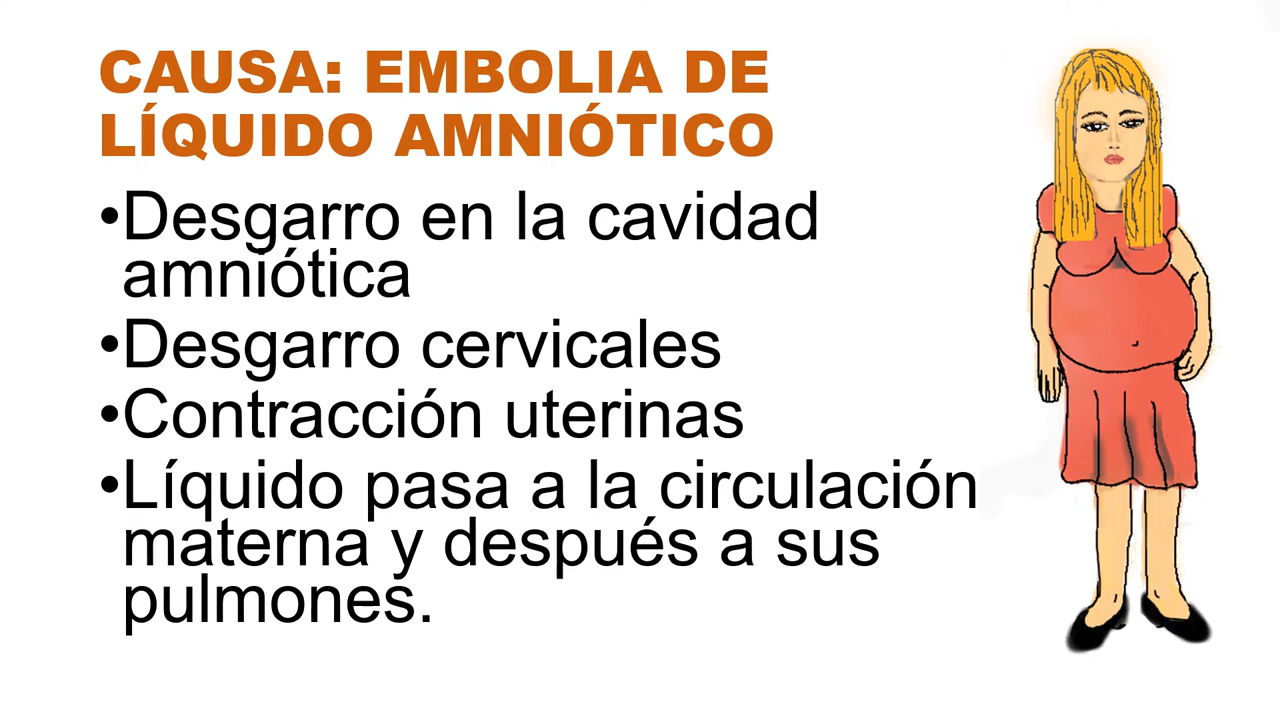 CAUSA: EMBOLIA DE
LÍQUIDO AMNIÓTICO
•Desgarro en la cavidad
amniótica
•Desgarro cervicales
•Contracción uterinas
•Líquido pasa a la circulación
materna y después a sus
pulmones.